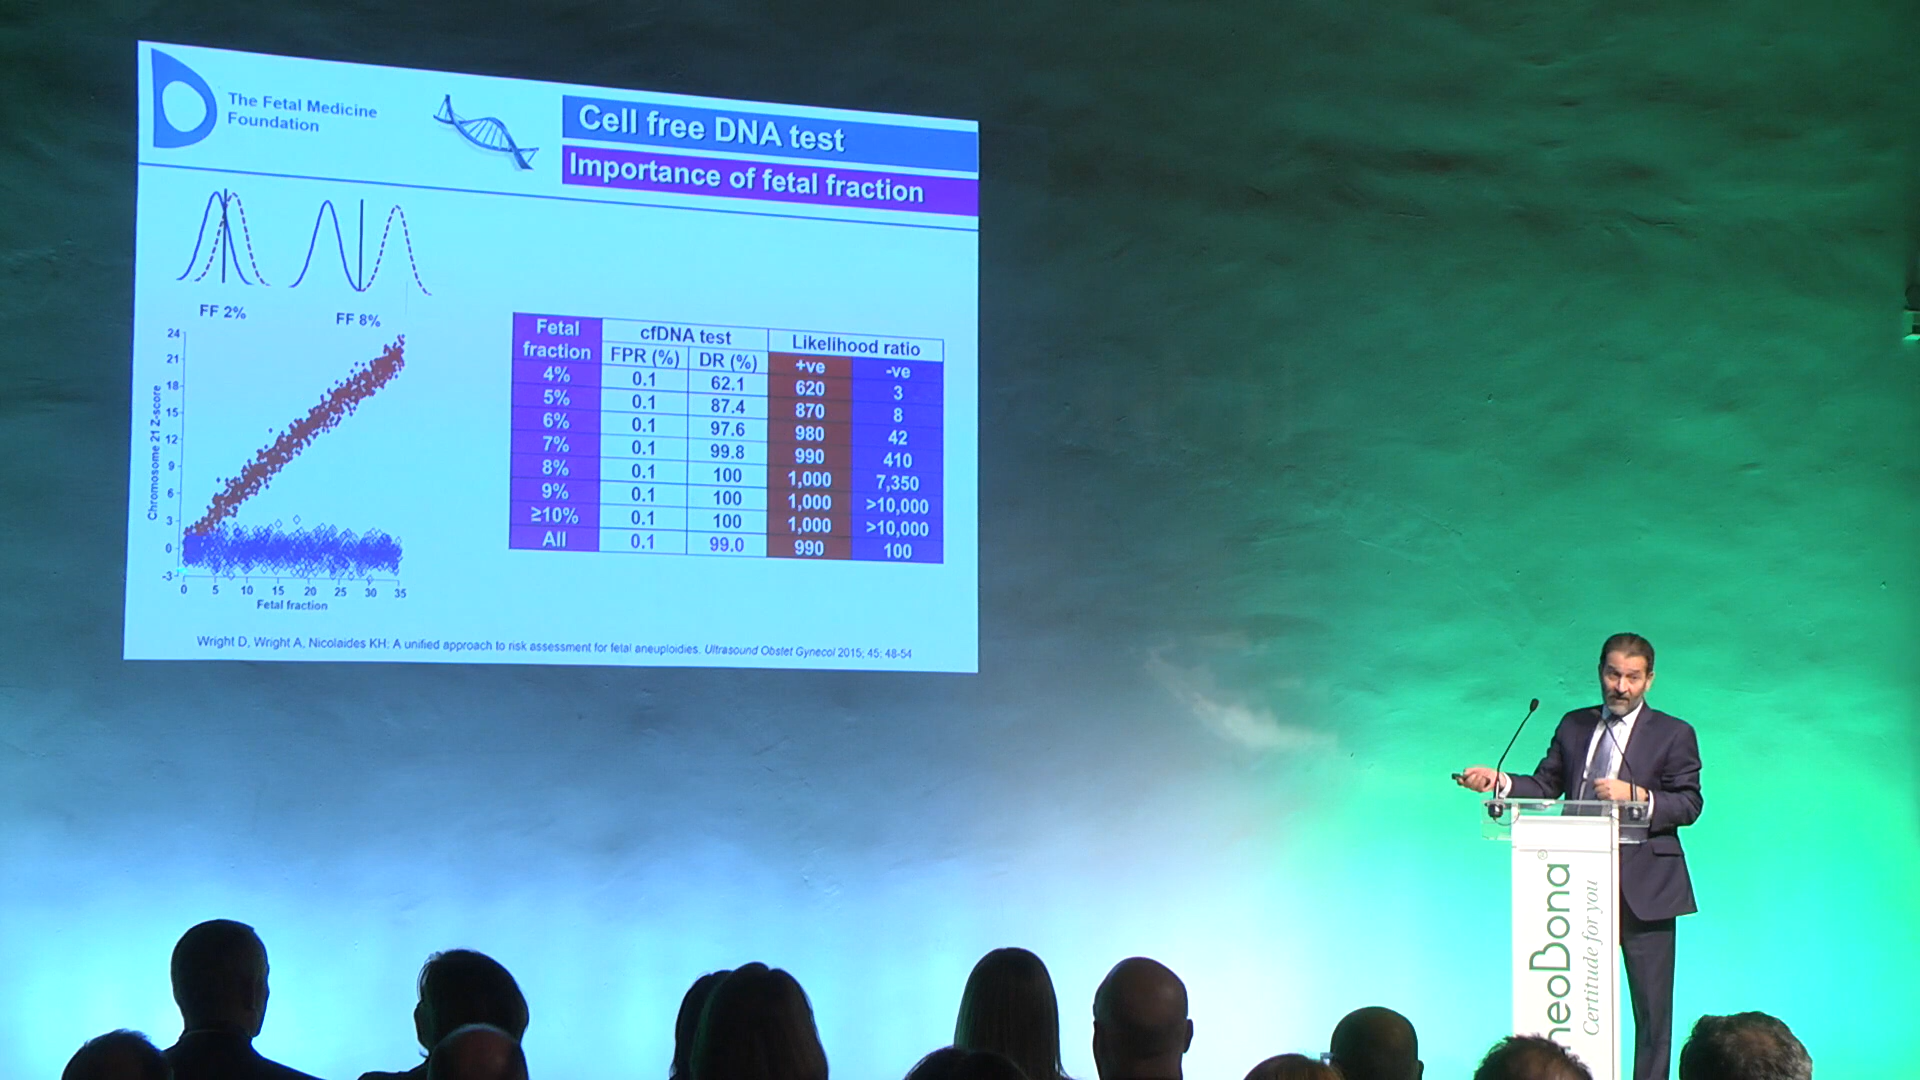 The Fetal Medicine
Foundation
Cell free DNA test
Importance of fetal fraction
FF 2%
FF 8%
24
21
18
15
12
9
6
3
0
-3
Chromosome 21 Z-score
0 5 10 15 20 25 30 35
Fetal fraction
Fetal fraction cfDNA test Likelihood ratio
FPR (%) DR (%) +ve -ve
4% 0.1 62.1 620 3
5% 0.1 87.4 870 8
6% 0.1 97.6 980 42
7% 0.1 99.8 990 410
8% 0.1 100 1,000 7,350
9% 0.1 100 1,000 >10,000
≥10% 0.1 100 1,000 >10,000
All 0.1 99.0 990 100
Wright D, Wright A, Nicolaides KH: A unified approach to risk assessment for fetal aneuploidies. Ultrasound Obstet Gynecol 2015; 45: 48-54
neoBona®
Certitude for you